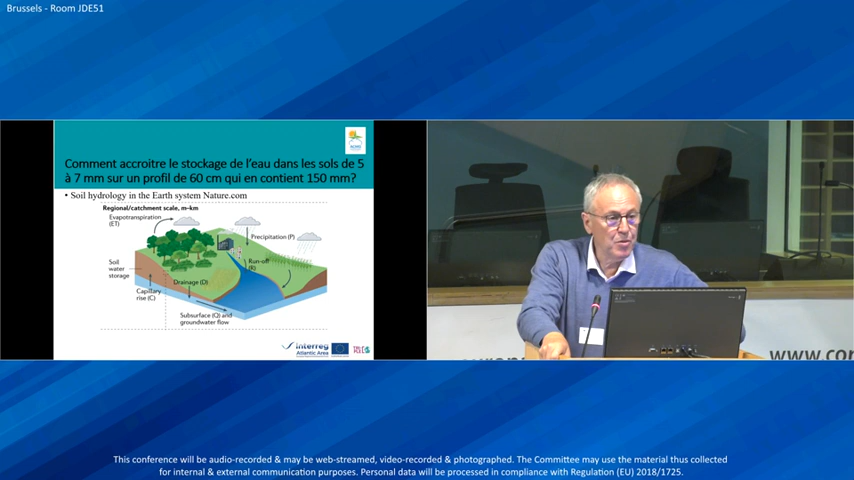 Brussels - Room JDE51
Comment accroitre le stockage de l'eau dans les sols de 5
à 7 mm sur un profil de 60 cm qui en contient 150 mm?
• Soil hydrology in the Earth system Nature.com
Regional/catchment scale, m–km
Evapotranspiration
(ET)
Precipitation (P)
Run-off
(R)
Soil
water
storage
Drainage (D)
Capillary
rise (C)
Subsurface (Q) and
groundwater flow
interreg
Atlantic Area
www.cor
This conference will be audio-recorded & may be web-streamed, video-recorded & photographed. The Committee may use the material thus collected
for internal & external communication purposes. Personal data will be processed in compliance with Regulation (EU) 2018/1725.